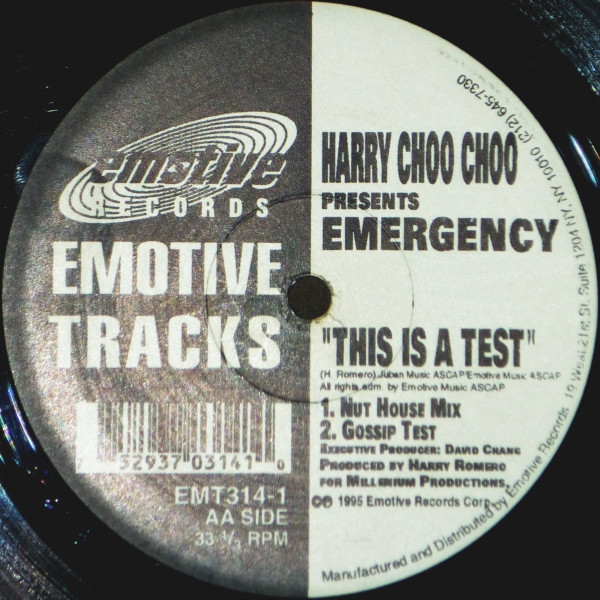 emotive
RECORDS
EMOTIVE
TRACKS
52937 03141 0
EMT314-1
AA SIDE
33 1/3 RPM
HARRY CHOO CHOO
PRESENTS
EMERGENCY
"THIS IS A TEST"
(H. Romero) Juban Music ASCAP/Emotive Music ASCAP
All rights adm. by Emotive Music ASCAP
1. NUT HOUSE MIX
2. GOSSIP TEST
EXECUTIVE PRODUCER: DAVID CHANG
PRODUCED BY HARRY ROMERO
FOR MILLENIUM PRODUCTIONS.
©℗ 1995 Emotive Records Corp.
Manufactured and Distributed by Emotive Records 19 West 21st St. Suite 1204 NY, NY 10010 (212) 645-7330